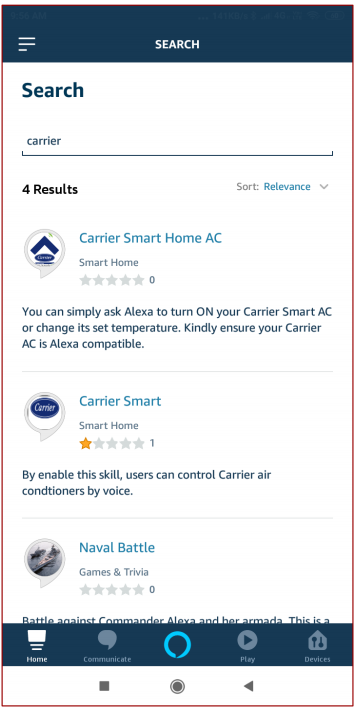 SEARCH
Search
carrier
4 Results
Sort: Relevance
Carrier Smart Home AC
Smart Home
0
You can simply ask Alexa to turn ON your Carrier Smart AC
or change its set temperature. Kindly ensure your Carrier
AC is Alexa compatible.
Carrier
Carrier Smart
Smart Home
1
By enable this skill, users can control Carrier air
condtioners by voice.
Naval Battle
Games & Trivia
0
Battle against Commander Alexa and her armada. This is a
Home
Communicate
Play
Devices